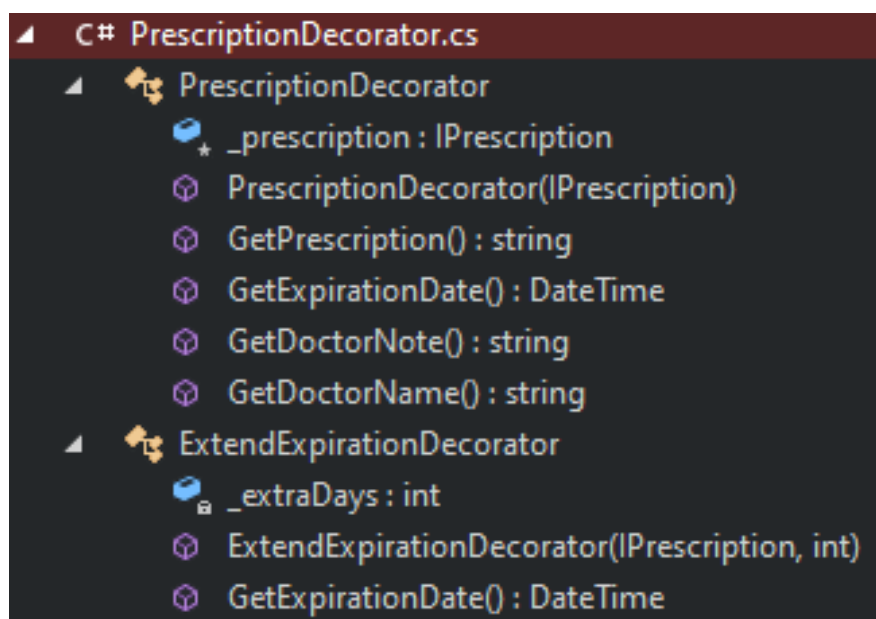 C# PrescriptionDecorator.cs
PrescriptionDecorator
_prescription : IPrescription
PrescriptionDecorator(IPrescription)
GetPrescription() : string
GetExpirationDate() : DateTime
GetDoctorNote() : string
GetDoctorName() : string
ExtendExpirationDecorator
_extraDays : int
ExtendExpirationDecorator(IPrescription, int)
GetExpirationDate() : DateTime